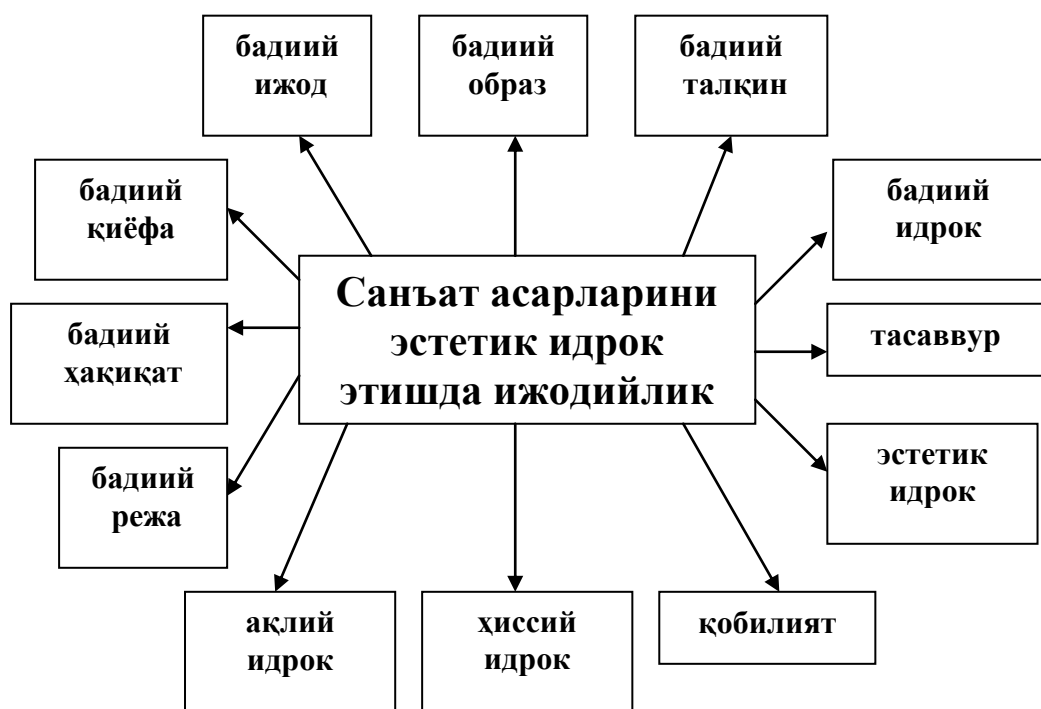 бадиий
ижод
бадиий
образ
бадиий
талқин
бадиий
қиёфа
бадиий
идрок
Санъат асарларини
эстетик идрок
этишда ижодийлик
бадиий
ҳақиқат
тасаввур
бадиий
режа
эстетик
идрок
ақлий
идрок
ҳиссий
идрок
қобилият